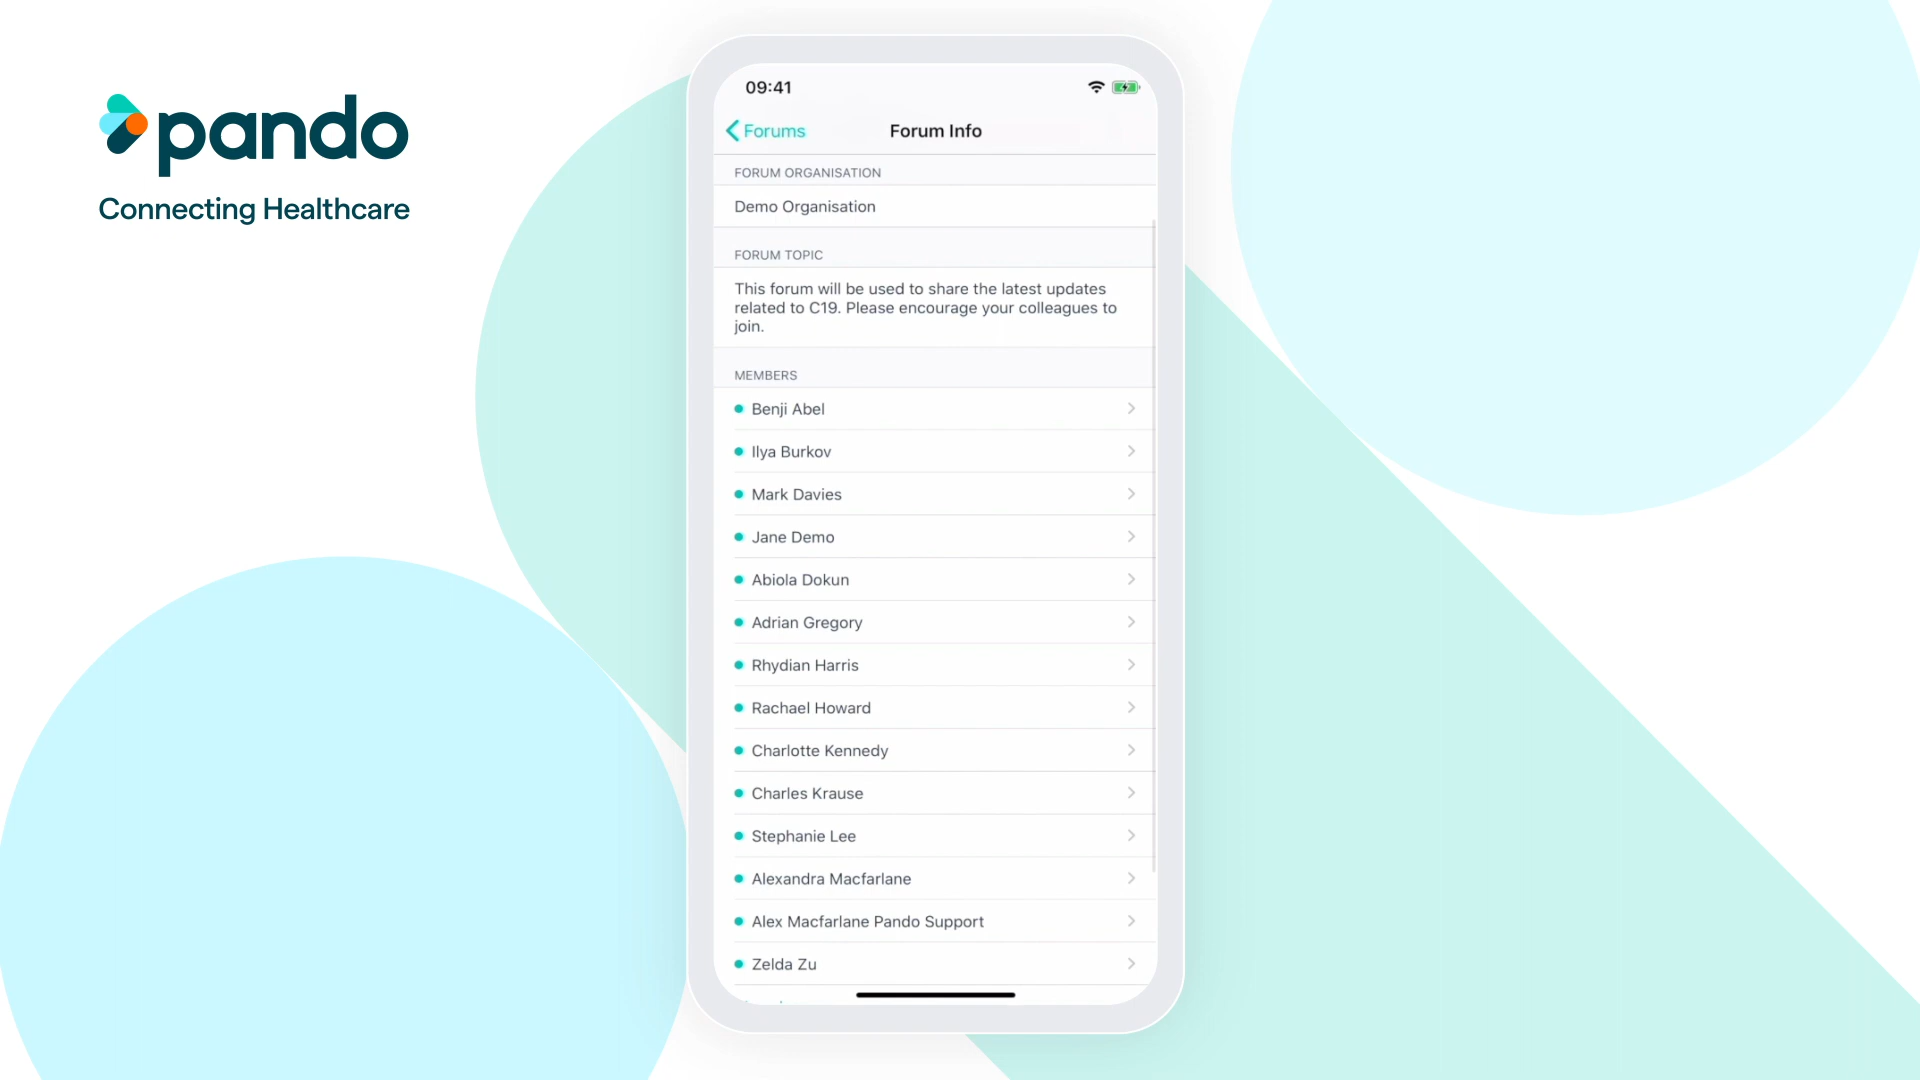 pando
Connecting Healthcare
09:41
Forums
Forum Info
FORUM ORGANISATION
Demo Organisation
FORUM TOPIC
This forum will be used to share the latest updates
related to C19. Please encourage your colleagues to
join.
MEMBERS
Benji Abel
Ilya Burkov
Mark Davies
Jane Demo
Abiola Dokun
Adrian Gregory
Rhydian Harris
Rachael Howard
Charlotte Kennedy
Charles Krause
Stephanie Lee
Alexandra Macfarlane
Alex Macfarlane Pando Support
Zelda Zu